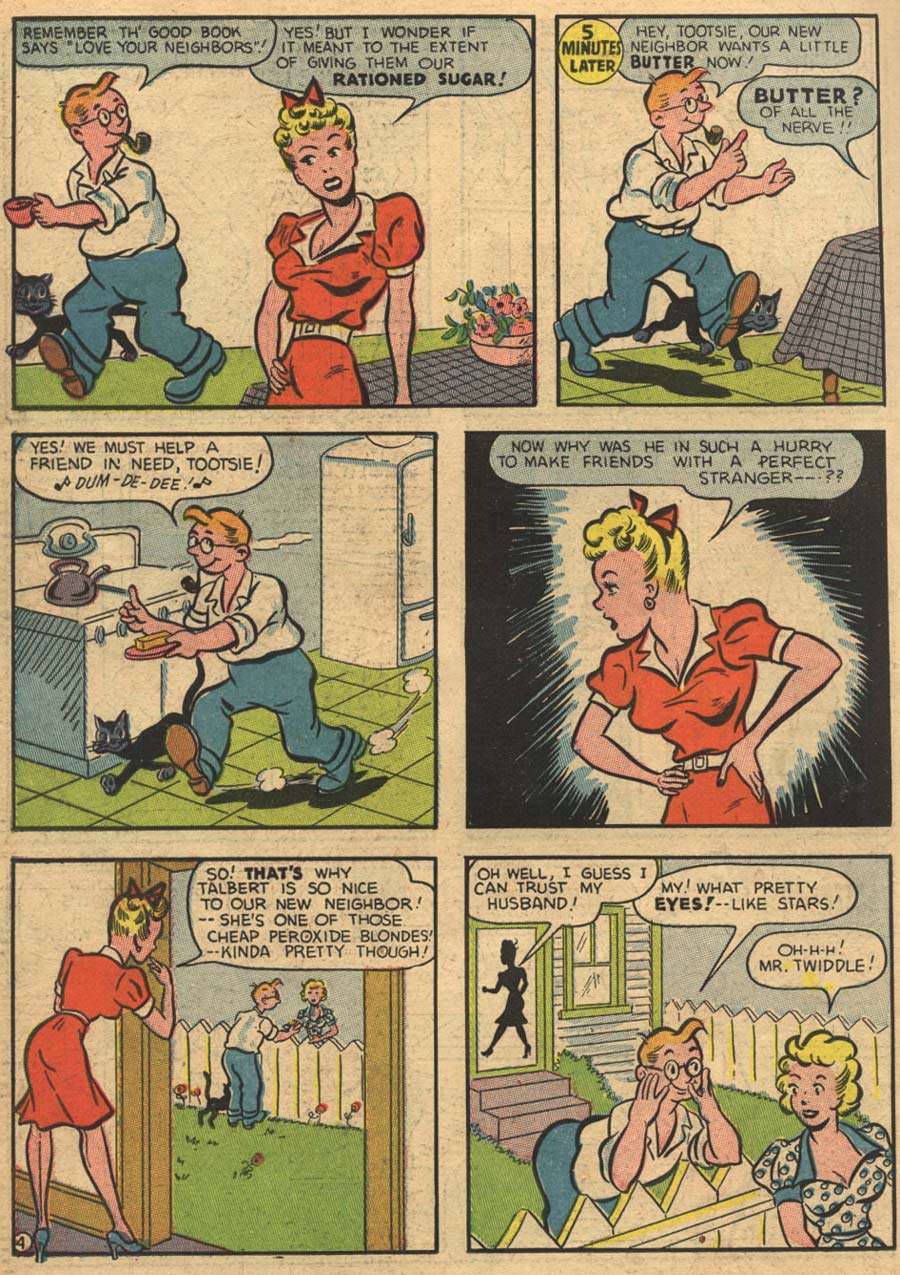 REMEMBER TH' GOOD BOOK
SAYS "LOVE YOUR NEIGHBORS"!
YES! BUT I WONDER IF
IT MEANT TO THE EXTENT
OF GIVING THEM OUR
RATIONED SUGAR!
5
MINUTES
LATER
HEY, TOOTSIE, OUR NEW
NEIGHBOR WANTS A LITTLE
BUTTER NOW!
BUTTER?
OF ALL THE
NERVE!!
YES! WE MUST HELP A
FRIEND IN NEED, TOOTSIE!
♪ DUM-DE-DEE! ♪
NOW WHY WAS HE IN SUCH A HURRY
TO MAKE FRIENDS WITH A PERFECT
STRANGER---??
SO! THAT'S WHY
TALBERT IS SO NICE
TO OUR NEW NEIGHBOR!
--SHE'S ONE OF THOSE
CHEAP PEROXIDE BLONDES!
--KINDA PRETTY THOUGH!
4
OH WELL, I GUESS I
CAN TRUST MY
HUSBAND!
MY! WHAT PRETTY
EYES!--LIKE STARS!
OH-H-H!
MR. TWIDDLE!